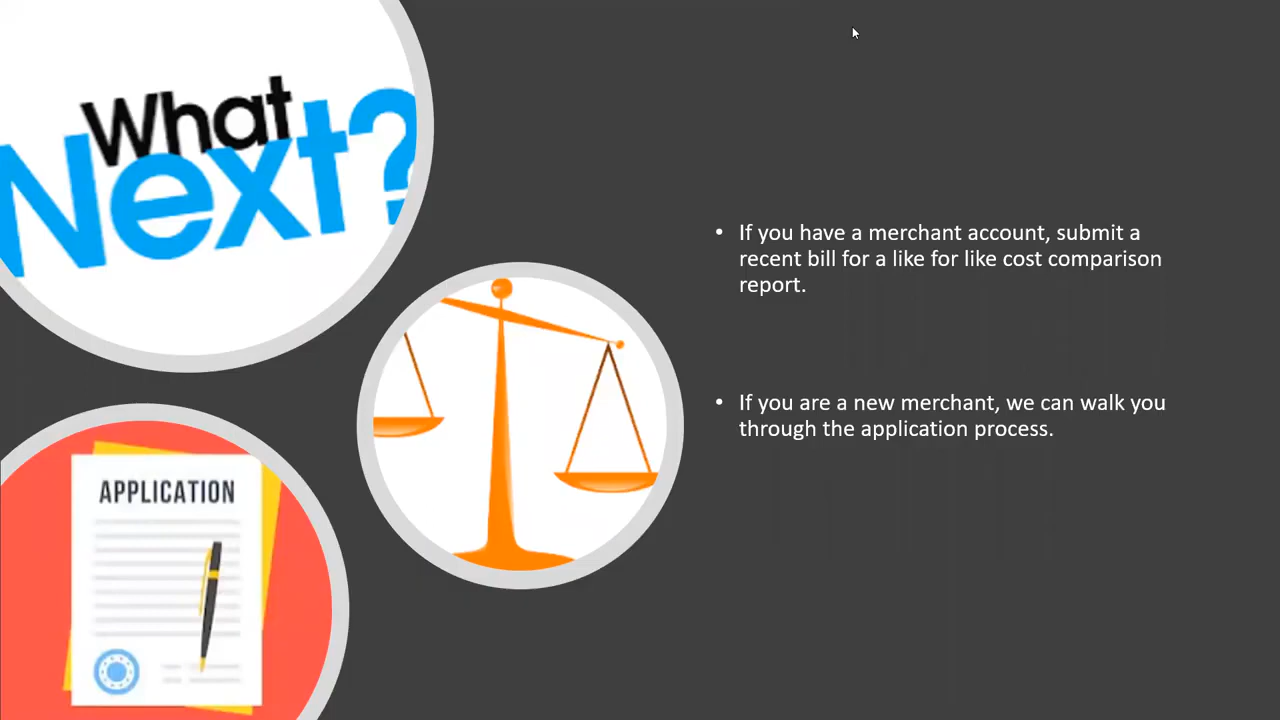 What
Next?
• If you have a merchant account, submit a
recent bill for a like for like cost comparison
report.
• If you are a new merchant, we can walk you
through the application process.
APPLICATION